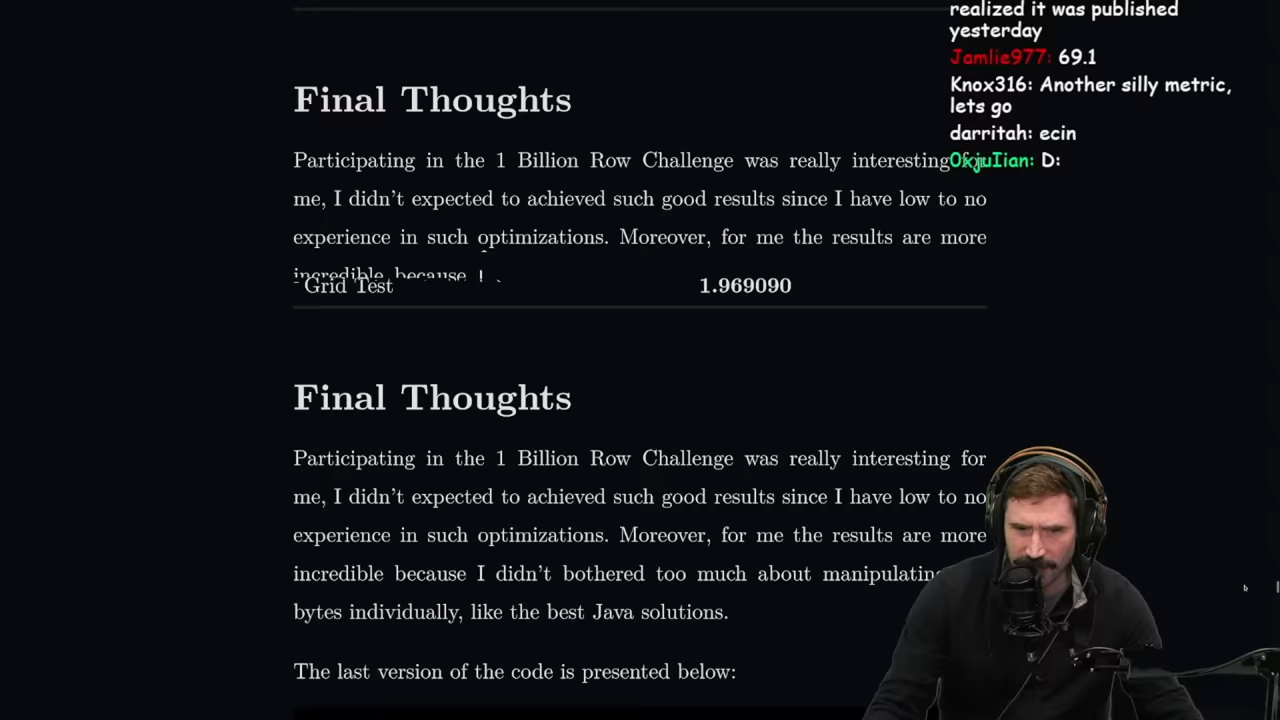 realized it was published
yesterday
Jamlie977: 69.1
Knox316: Another silly metric,
lets go
darritah: ecin
0xjuIian: D:
Final Thoughts
Participating in the 1 Billion Row Challenge was really interesting
me, I didn't expected to achieved such good results since I have low to no
experience in such optimizations. Moreover, for me the results are more
incredible because
Grid Test 1.969090
Final Thoughts
Participating in the 1 Billion Row Challenge was really interesting for
me, I didn't expected to achieved such good results since I have low to no
experience in such optimizations. Moreover, for me the results are more
incredible because I didn't bothered too much about manipulating
bytes individually, like the best Java solutions.
The last version of the code is presented below: